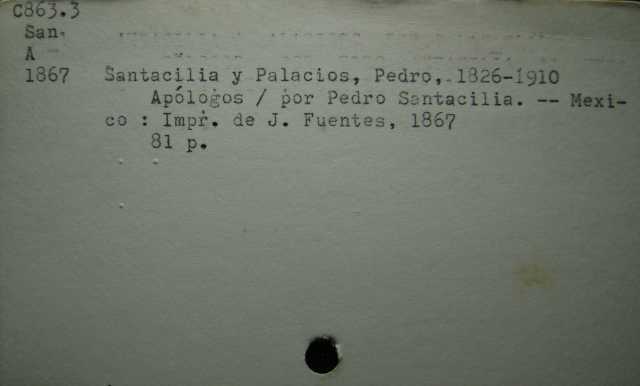 C863.3
San.
A
1867 Santacilia y Palacios, Pedro, 1826-1910
Apólogos / por Pedro Santacilia. -- Mexi-
co : Impr. de J. Fuentes, 1867
81 p.